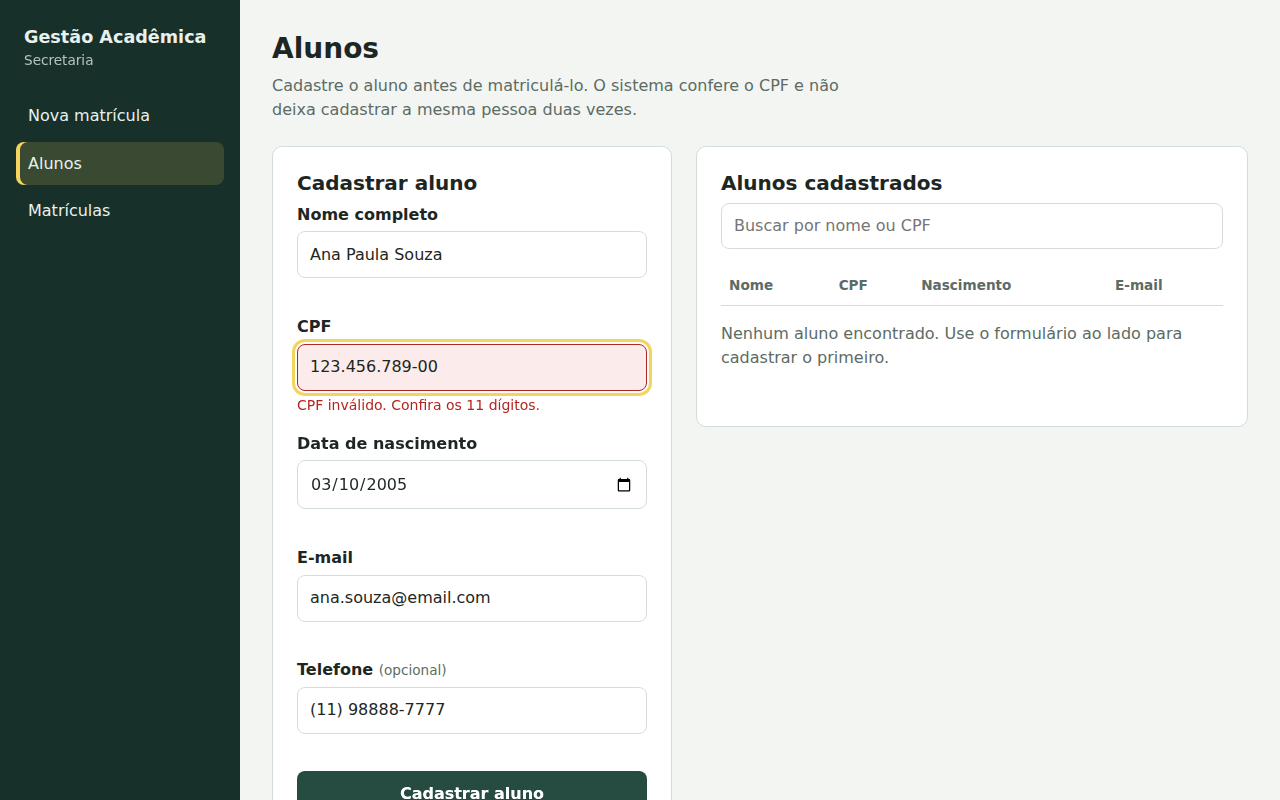 Gestão Acadêmica
Secretaria
Nova matrícula
Alunos
Matrículas
Alunos
Cadastre o aluno antes de matriculá-lo. O sistema confere o CPF e não
deixa cadastrar a mesma pessoa duas vezes.
Cadastrar aluno
Nome completo
Ana Paula Souza
CPF
123.456.789-00
CPF inválido. Confira os 11 dígitos.
Data de nascimento
03/10/2005
E-mail
ana.souza@email.com
Telefone (opcional)
(11) 98888-7777
Cadastrar aluno
Alunos cadastrados
Buscar por nome ou CPF
Nome CPF Nascimento E-mail
Nenhum aluno encontrado. Use o formulário ao lado para
cadastrar o primeiro.